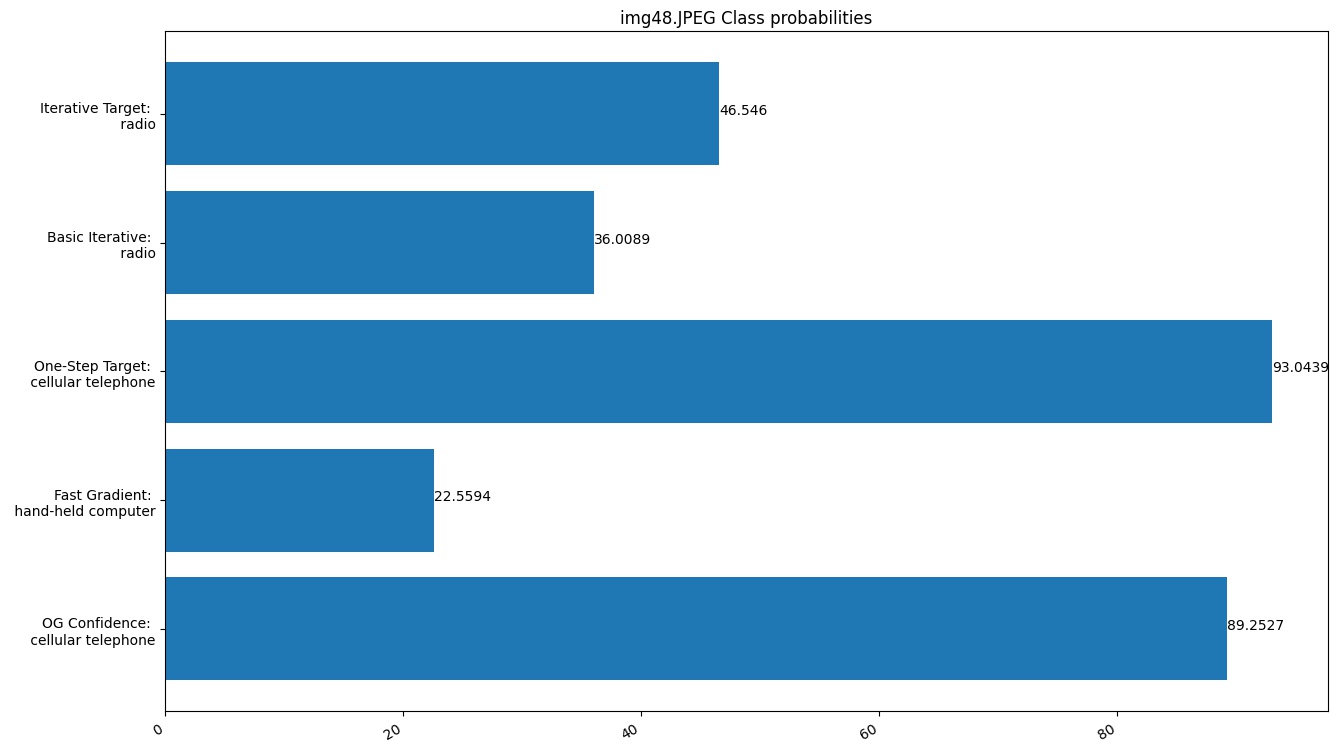 img48.JPEG Class probabilities
Iterative Target:
radio
46.546
Basic Iterative:
radio
36.0089
One-Step Target:
cellular telephone
93.0439
Fast Gradient:
hand-held computer
22.5594
OG Confidence:
cellular telephone
89.2527
0
20
40
60
80